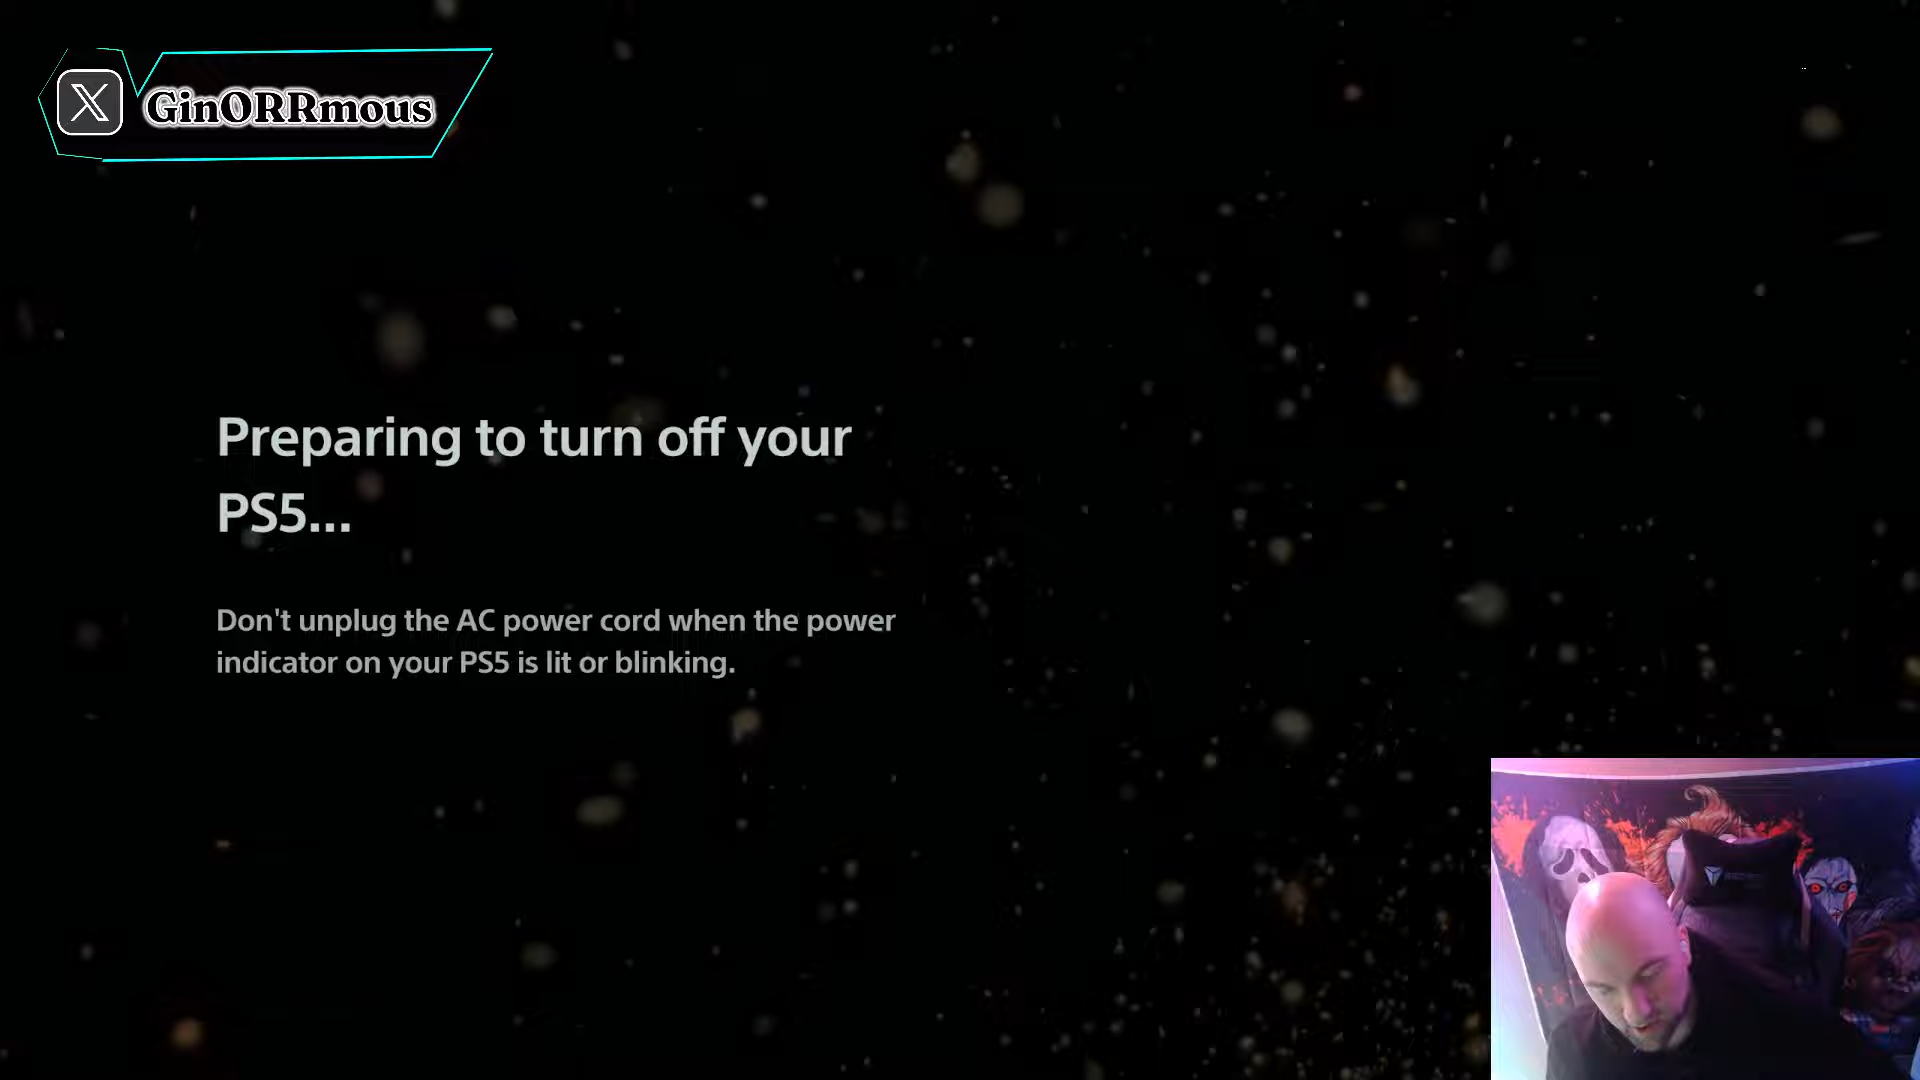 GinORRmous
Preparing to turn off your
PS5...
Don't unplug the AC power cord when the power
indicator on your PS5 is lit or blinking.